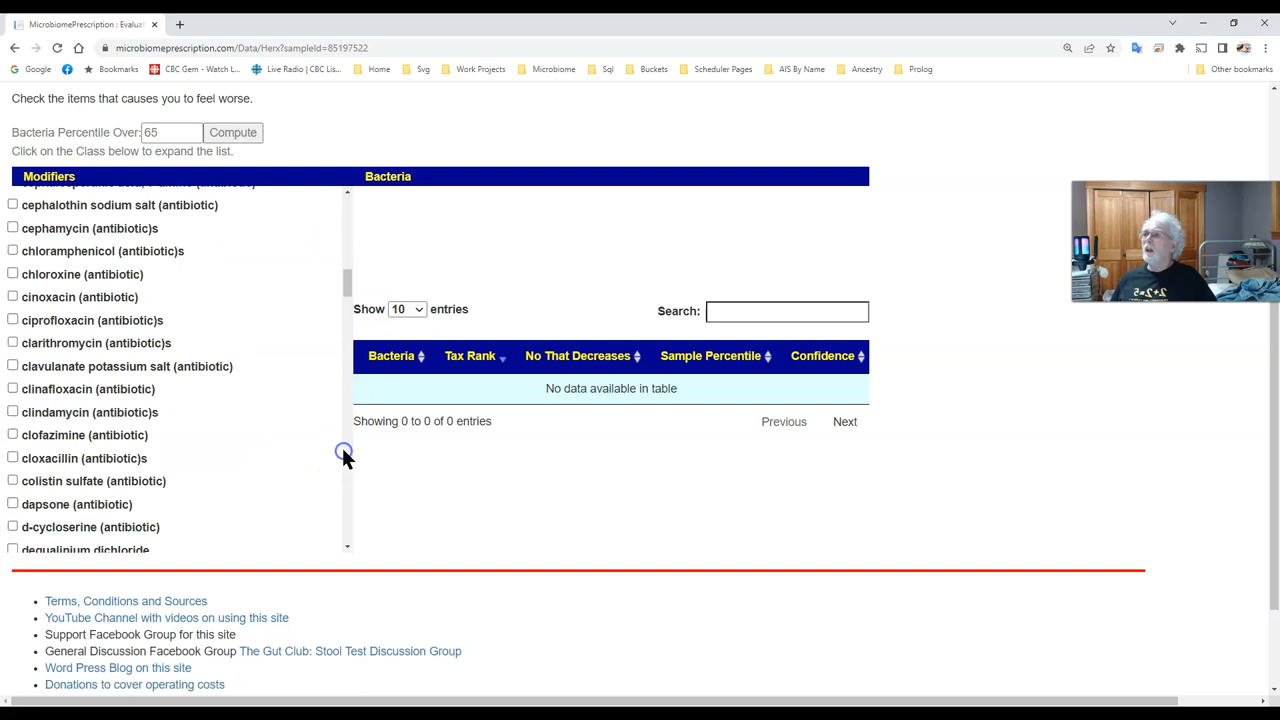 MicrobiomePrescription : Evalua
microbiomeprescription.com/Data/Herx?sampleId=85197522
Google Bookmarks CBC Gem - Watch L... Live Radio | CBC Lis... Home Svg Work Projects Microbiome Sql Buckets Scheduler Pages AIS By Name Ancestry Prolog Other bookmarks
Check the items that causes you to feel worse.
Bacteria Percentile Over: 65 Compute
Click on the Class below to expand the list.
Modifiers Bacteria
cephalothin sodium salt (antibiotic)
cephamycin (antibiotic)s
chloramphenicol (antibiotic)s
chloroxine (antibiotic)
cinoxacin (antibiotic)
ciprofloxacin (antibiotic)s
clarithromycin (antibiotic)s
clavulanate potassium salt (antibiotic)
clinafloxacin (antibiotic)
clindamycin (antibiotic)s
clofazimine (antibiotic)
cloxacillin (antibiotic)s
colistin sulfate (antibiotic)
dapsone (antibiotic)
d-cycloserine (antibiotic)
dequalinium dichloride
Show 10 entries Search:
Bacteria Tax Rank No That Decreases Sample Percentile Confidence
No data available in table
Showing 0 to 0 of 0 entries Previous Next
2+2=5
Terms, Conditions and Sources
YouTube Channel with videos on using this site
Support Facebook Group for this site
General Discussion Facebook Group The Gut Club: Stool Test Discussion Group
Word Press Blog on this site
Donations to cover operating costs